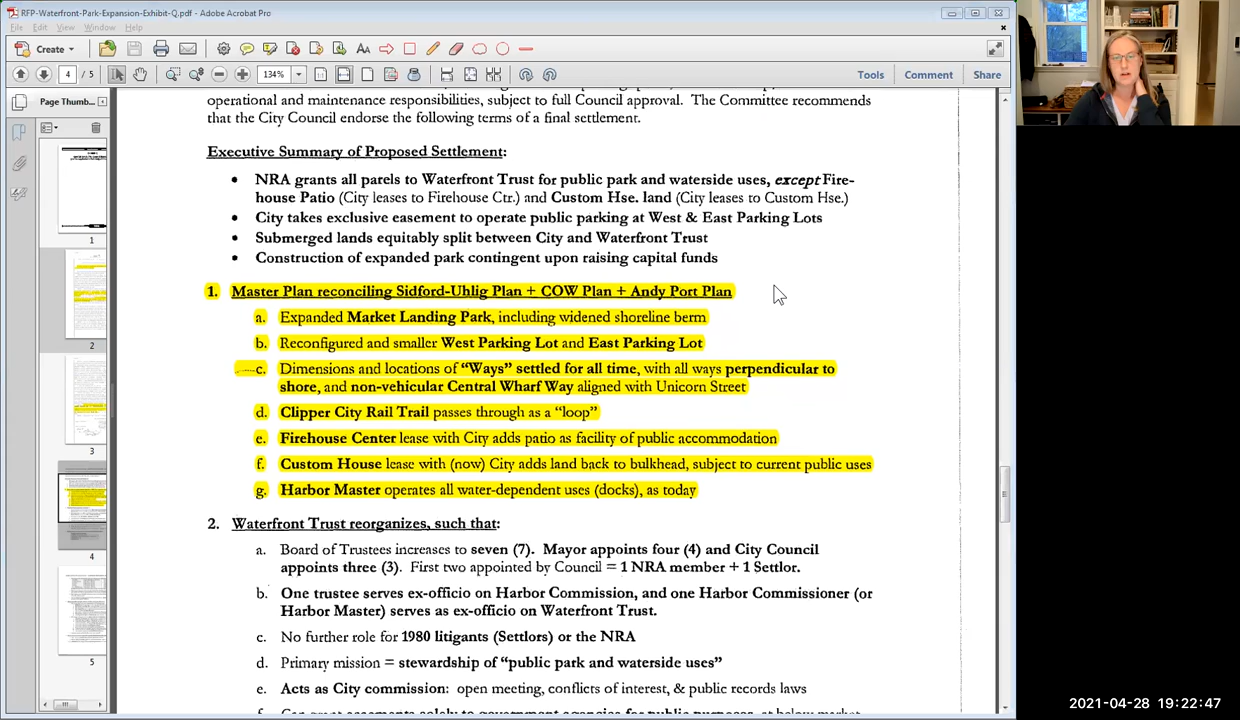 RFP-Waterfront-Park-Expansion-Exhibit-Q.pdf - Adobe Acrobat Pro
File Edit View Window Help
Create
4 / 5 134% Tools Comment Share
Page Thumb...
operational and maintenance responsibilities, subject to full Council approval. The Committee recommends
that the City Council endorse the following terms of a final settlement.
Executive Summary of Proposed Settlement:
• NRA grants all parels to Waterfront Trust for public park and waterside uses, except Fire-
house Patio (City leases to Firehouse Ctr.) and Custom Hse. land (City leases to Custom Hse.)
• City takes exclusive easement to operate public parking at West & East Parking Lots
• Submerged lands equitably split between City and Waterfront Trust
• Construction of expanded park contingent upon raising capital funds
1. Master Plan reconciling Sidford-Uhlig Plan + COW Plan + Andy Port Plan
a. Expanded Market Landing Park, including widened shoreline berm
b. Reconfigured and smaller West Parking Lot and East Parking Lot
c. Dimensions and locations of “Ways” settled for all time, with all ways perpendicular to
shore, and non-vehicular Central Wharf Way aligned with Unicorn Street
d. Clipper City Rail Trail passes through as a “loop”
e. Firehouse Center lease with City adds patio as facility of public accommodation
f. Custom House lease with (now) City adds land back to bulkhead, subject to current public uses
g. Harbor Master operates all water-dependent uses (docks), as today
2. Waterfront Trust reorganizes, such that:
a. Board of Trustees increases to seven (7). Mayor appoints four (4) and City Council
appoints three (3). First two appointed by Council = 1 NRA member + 1 Settlor.
b. One trustee serves ex-officio on Harbor Commission, and one Harbor Commissioner (or
Harbor Master) serves as ex-officio on Waterfront Trust.
c. No further role for 1980 litigants (Settlors) or the NRA
d. Primary mission = stewardship of “public park and waterside uses”
e. Acts as City commission: open meeting, conflicts of interest, & public records laws
1
2
3
4
5
2021-04-28 19:22:47